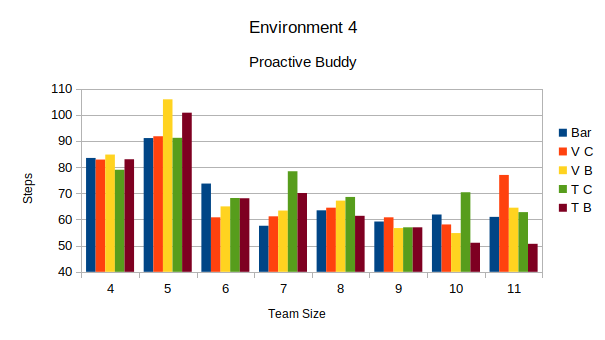 Environment 4
Proactive Buddy
110
100
90
80
70
60
50
40
Steps
4 5 6 7 8 9 10 11
Team Size
Bar
V C
V B
T C
T B